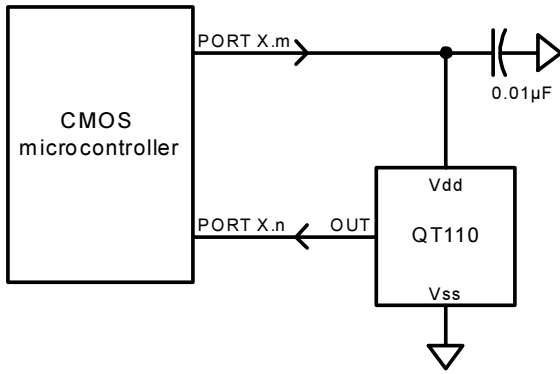 PORT X.m
CMOS
microcontroller
0.01µF
Vdd
PORT X.n
OUT
QT110
Vss